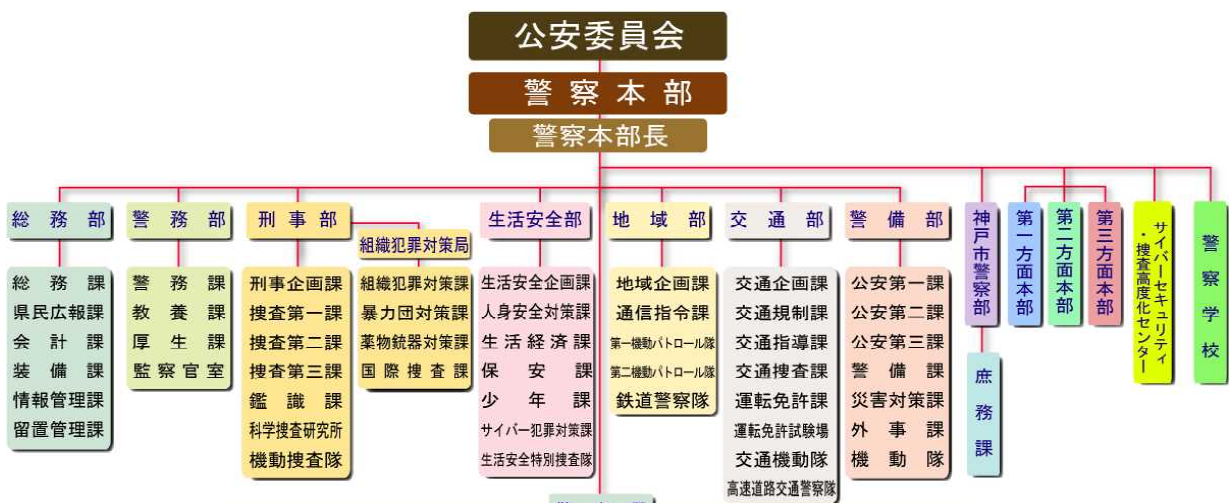 公安委員会
警察本部
警察本部長
総務部
総務課
県民広報課
会計課
装備課
情報管理課
留置管理課
警務部
警務課
教養課
厚生課
監察官室
刑事部
刑事企画課
捜査第一課
捜査第二課
捜査第三課
鑑識課
科学捜査研究所
機動捜査隊
組織犯罪対策局
組織犯罪対策課
暴力団対策課
薬物銃器対策課
国際捜査課
生活安全部
生活安全企画課
人身安全対策課
生活経済課
保安課
少年課
サイバー犯罪対策課
生活安全特別捜査隊
地域部
地域企画課
通信指令課
第一機動パトロール隊
第二機動パトロール隊
鉄道警察隊
交通部
交通企画課
交通規制課
交通指導課
交通捜査課
運転免許課
運転免許試験場
交通機動隊
高速道路交通警察隊
警備部
公安第一課
公安第二課
公安第三課
警備課
災害対策課
外事課
機動隊
神戸市警察部
庶務課
第一方面本部
第二方面本部
第三方面本部
サイバーセキュリティ
・捜査高度化センター
警察学校